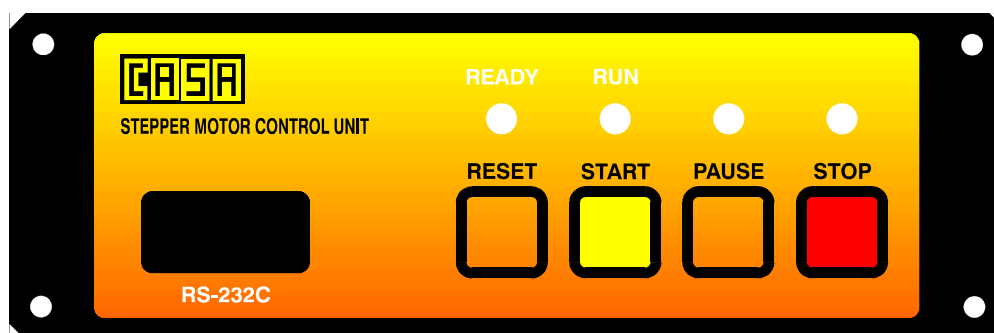 CASA
STEPPER MOTOR CONTROL UNIT
READY RUN
RESET START PAUSE STOP
RS-232C